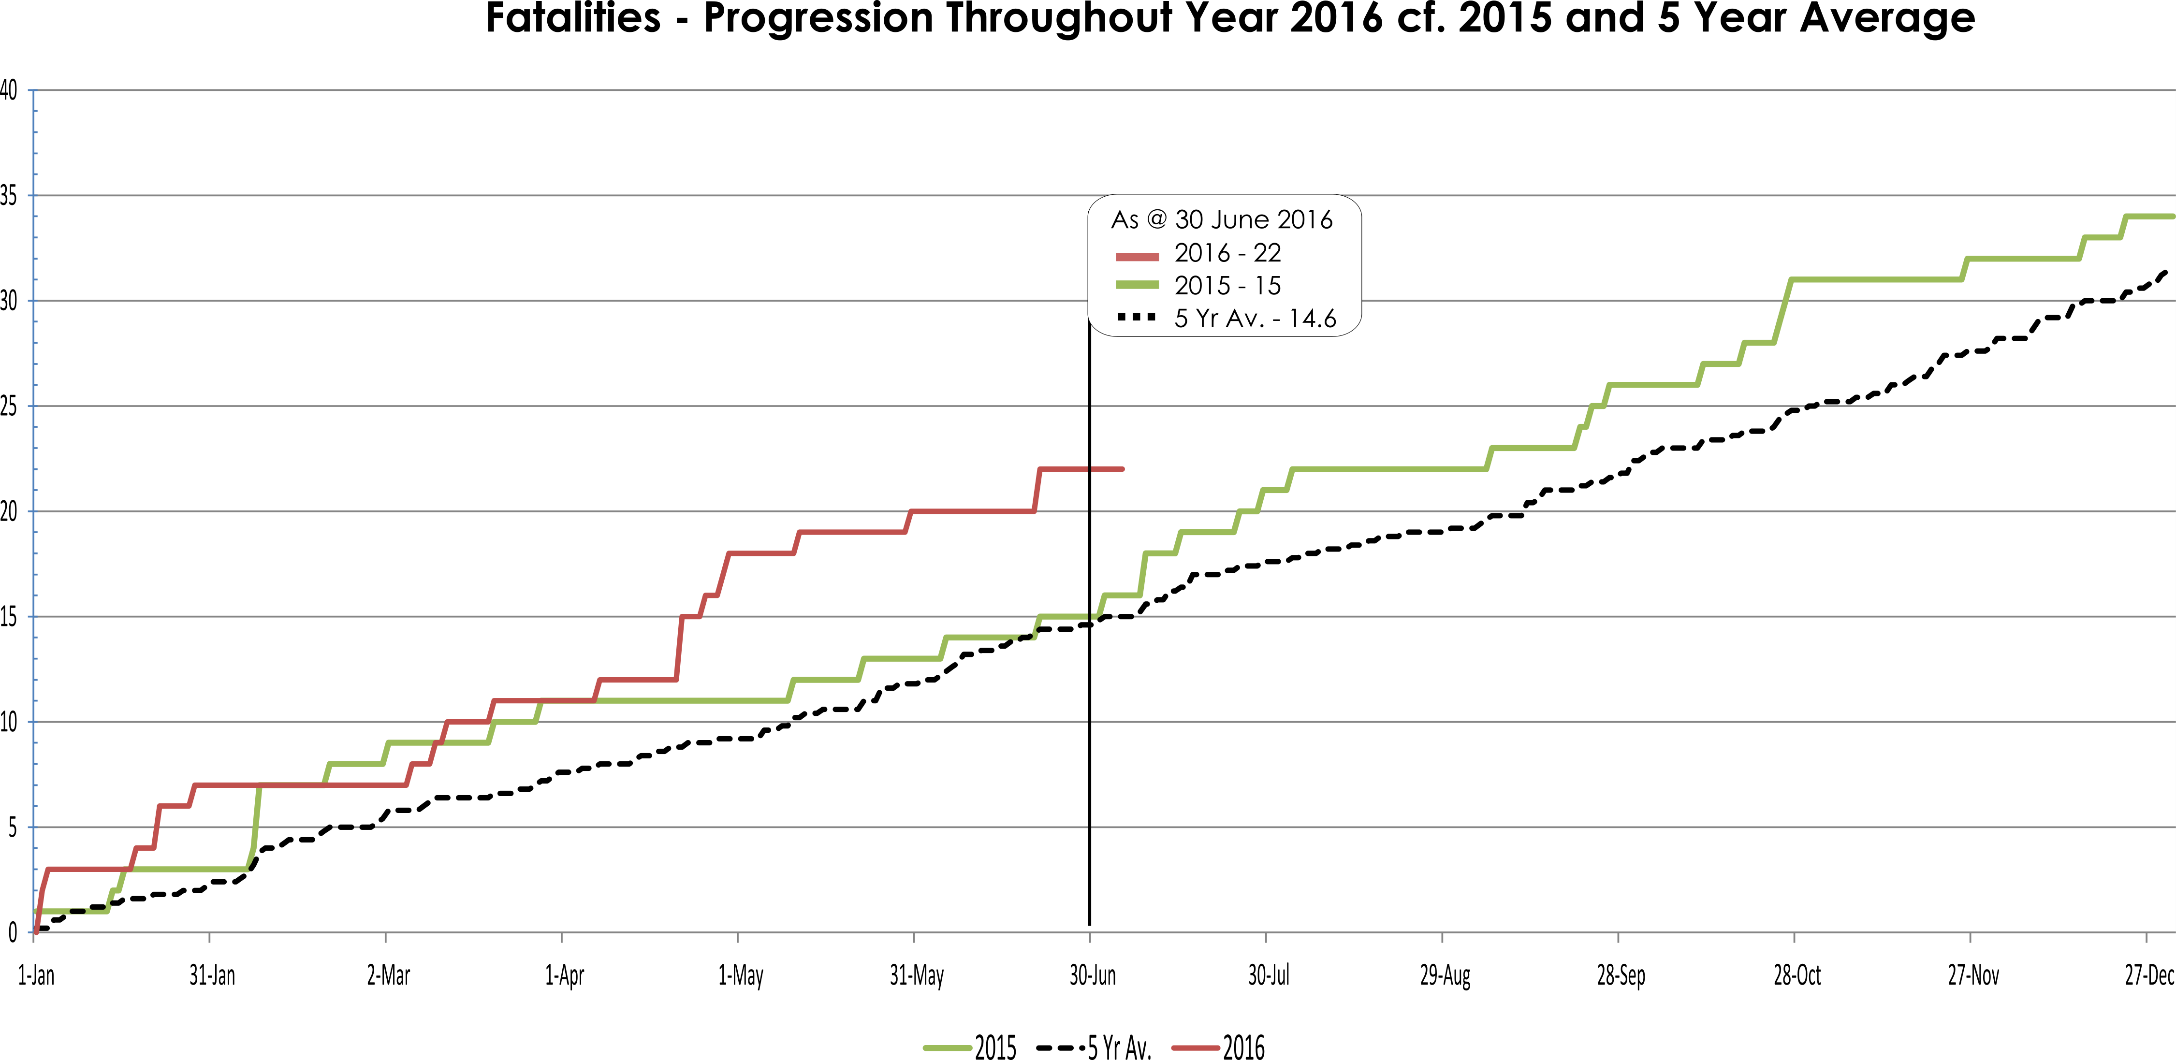 Fatalities - Progression Throughout Year 2016 cf. 2015 and 5 Year Average
40
35
30
25
20
15
10
5
0
As @ 30 June 2016
2016 - 22
2015 - 15
5 Yr Av. - 14.6
1-Jan 31-Jan 2-Mar 1-Apr 1-May 31-May 30-Jun 30-Jul 29-Aug 28-Sep 28-Oct 27-Nov 27-Dec
2015 5 Yr Av. 2016